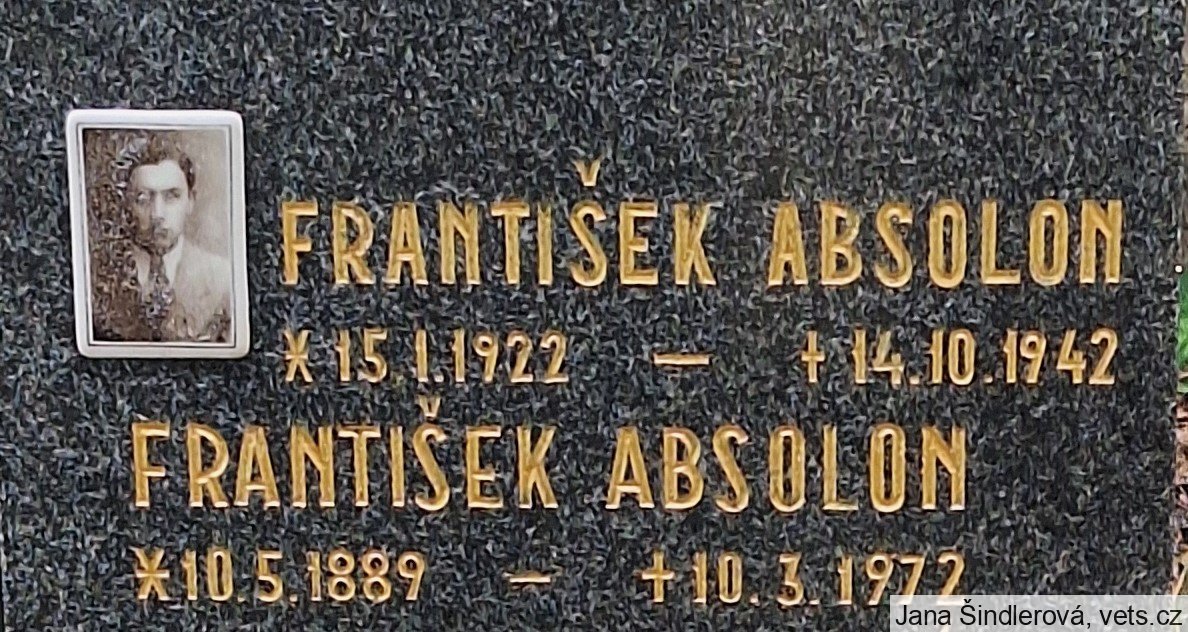 FRANTIŠEK ABSOLON
* 15.1.1922 – † 14.10.1942
FRANTIŠEK ABSOLON
* 10.5.1889 – † 10.3.1972
Jana Šindlerová, vets.cz